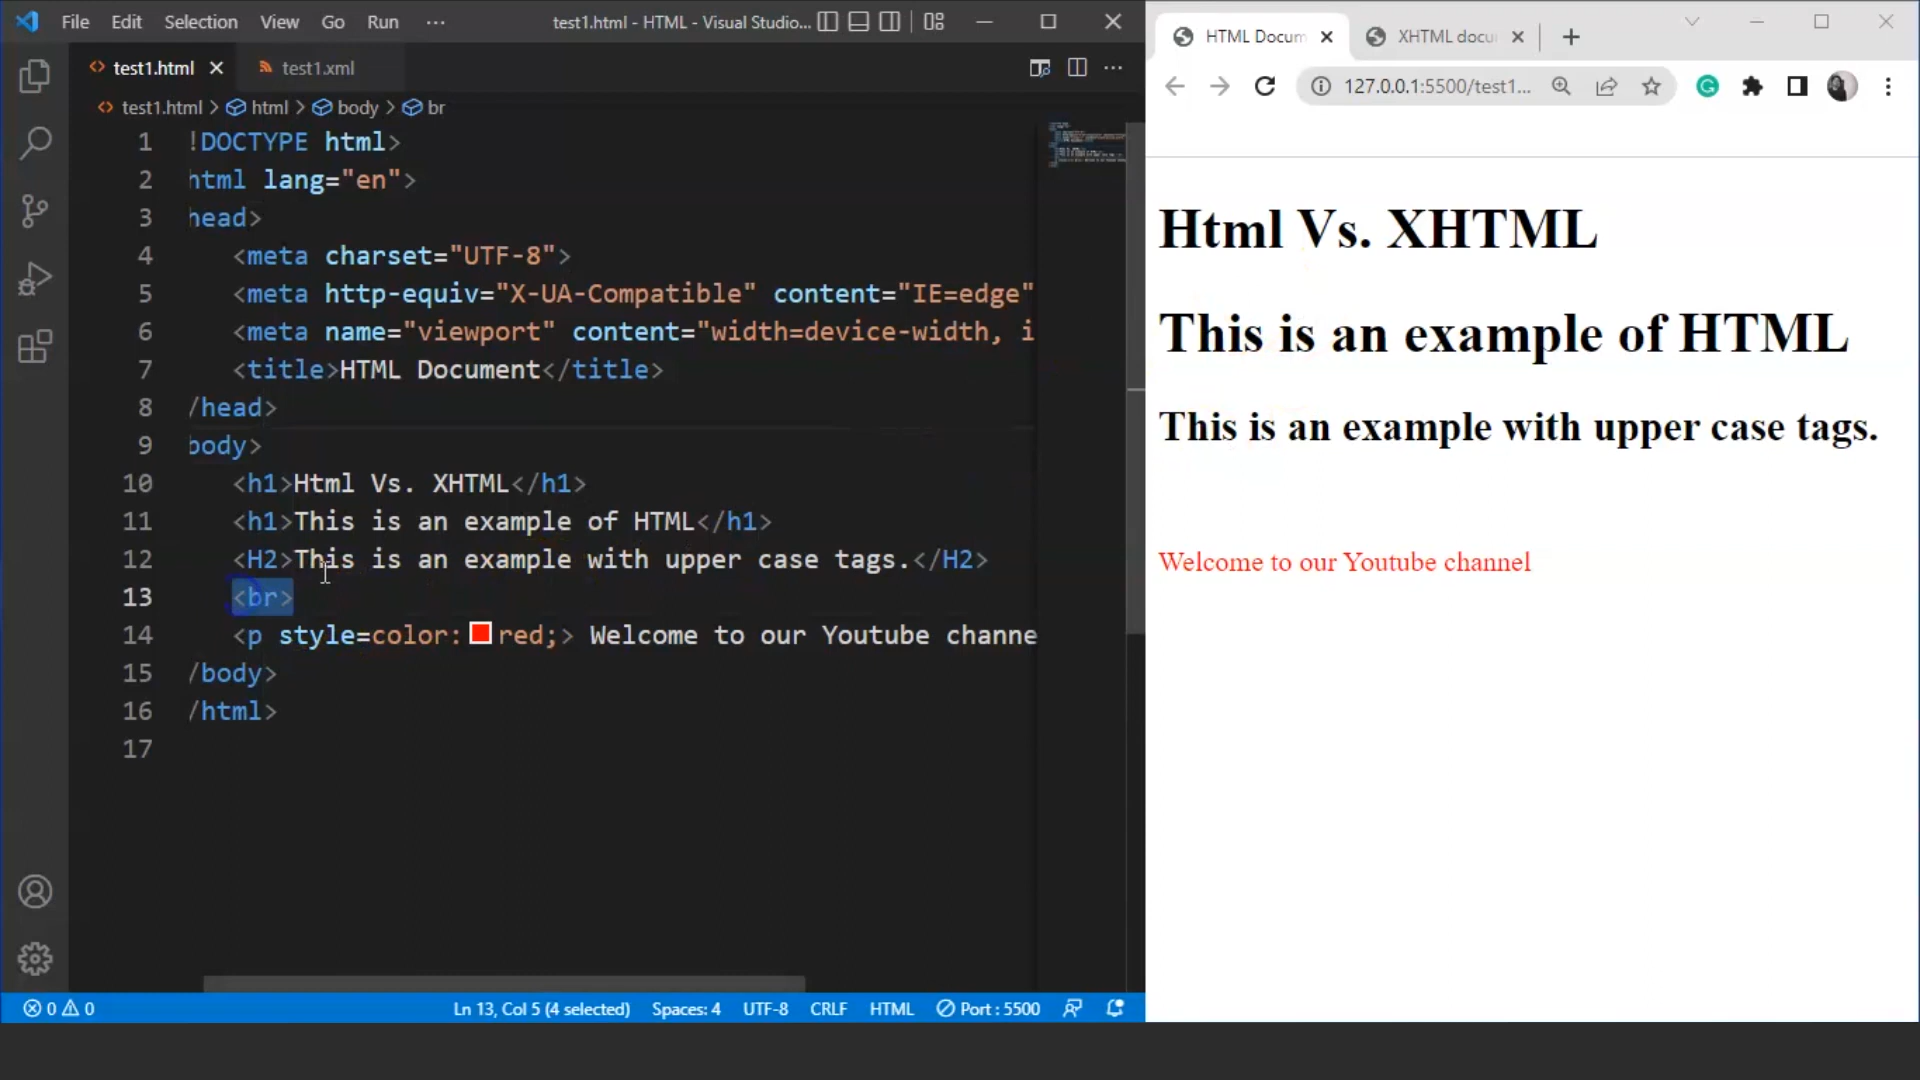 File Edit Selection View Go Run ··· test1.html - HTML - Visual Studio...
test1.html test1.xml
test1.html > html > body > br
1 !DOCTYPE html>
2 html lang="en">
3 head>
4 <meta charset="UTF-8">
5 <meta http-equiv="X-UA-Compatible" content="IE=edge"
6 <meta name="viewport" content="width=device-width, i
7 <title>HTML Document</title>
8 /head>
9 body>
10 <h1>Html Vs. XHTML</h1>
11 <h1>This is an example of HTML</h1>
12 <H2>This is an example with upper case tags.</H2>
13 <br>
14 <p style=color: red;> Welcome to our Youtube channe
15 /body>
16 /html>
17
0 0 Ln 13, Col 5 (4 selected) Spaces: 4 UTF-8 CRLF HTML Port : 5500
HTML Docum XHTML docu
127.0.0.1:5500/test1...
Html Vs. XHTML
This is an example of HTML
This is an example with upper case tags.
Welcome to our Youtube channel